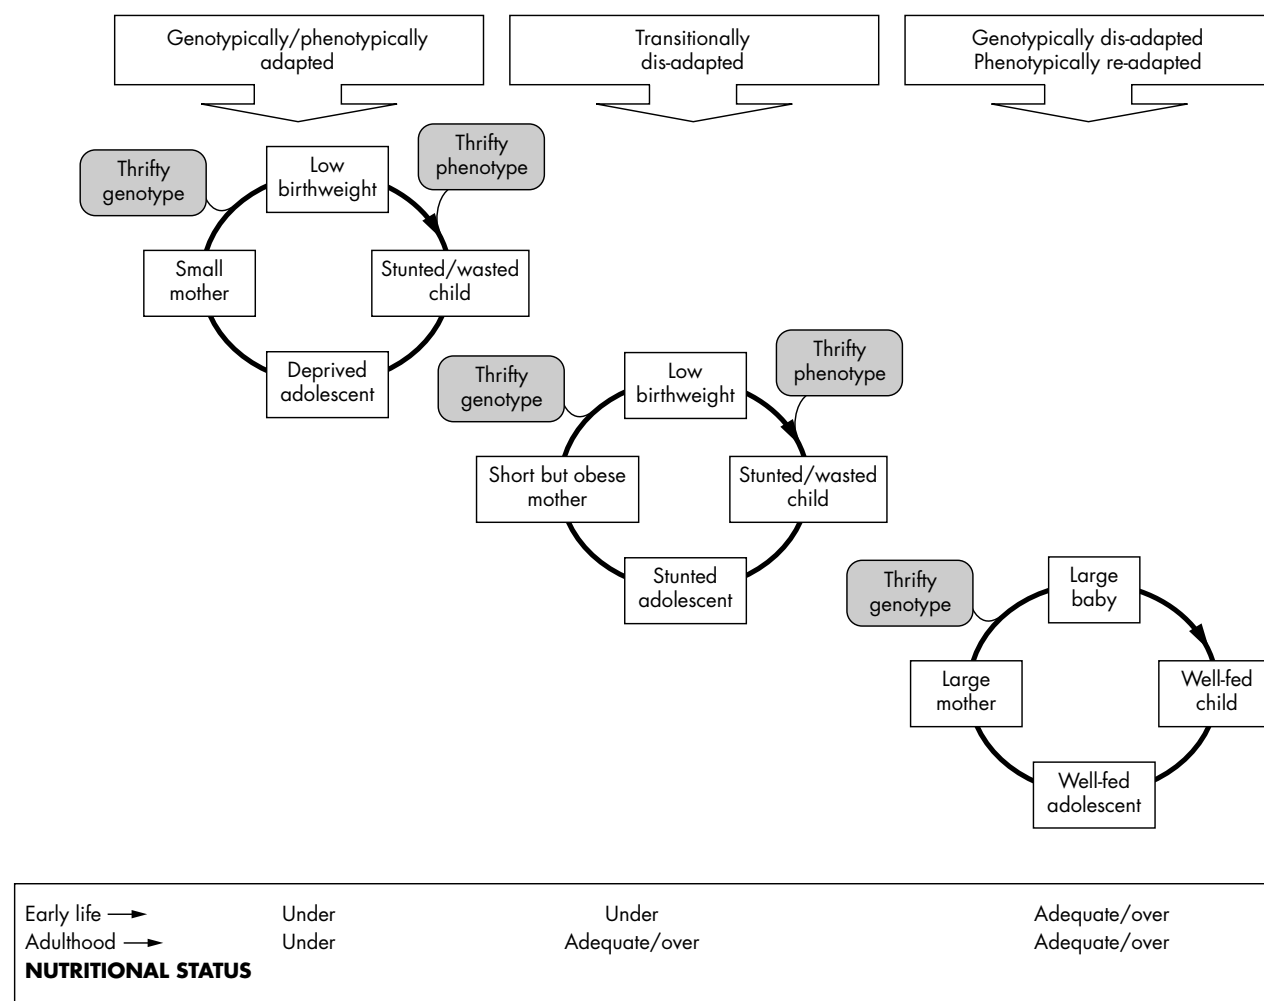 Genotypically/phenotypically
adapted
Transitionally
dis-adapted
Genotypically dis-adapted
Phenotypically re-adapted
Thrifty
genotype
Low
birthweight
Thrifty
phenotype
Small
mother
Stunted/wasted
child
Deprived
adolescent
Thrifty
genotype
Low
birthweight
Thrifty
phenotype
Short but obese
mother
Stunted/wasted
child
Stunted
adolescent
Thrifty
genotype
Large
baby
Large
mother
Well-fed
child
Well-fed
adolescent
Early life Under Under Adequate/over
Adulthood Under Adequate/over Adequate/over
NUTRITIONAL STATUS